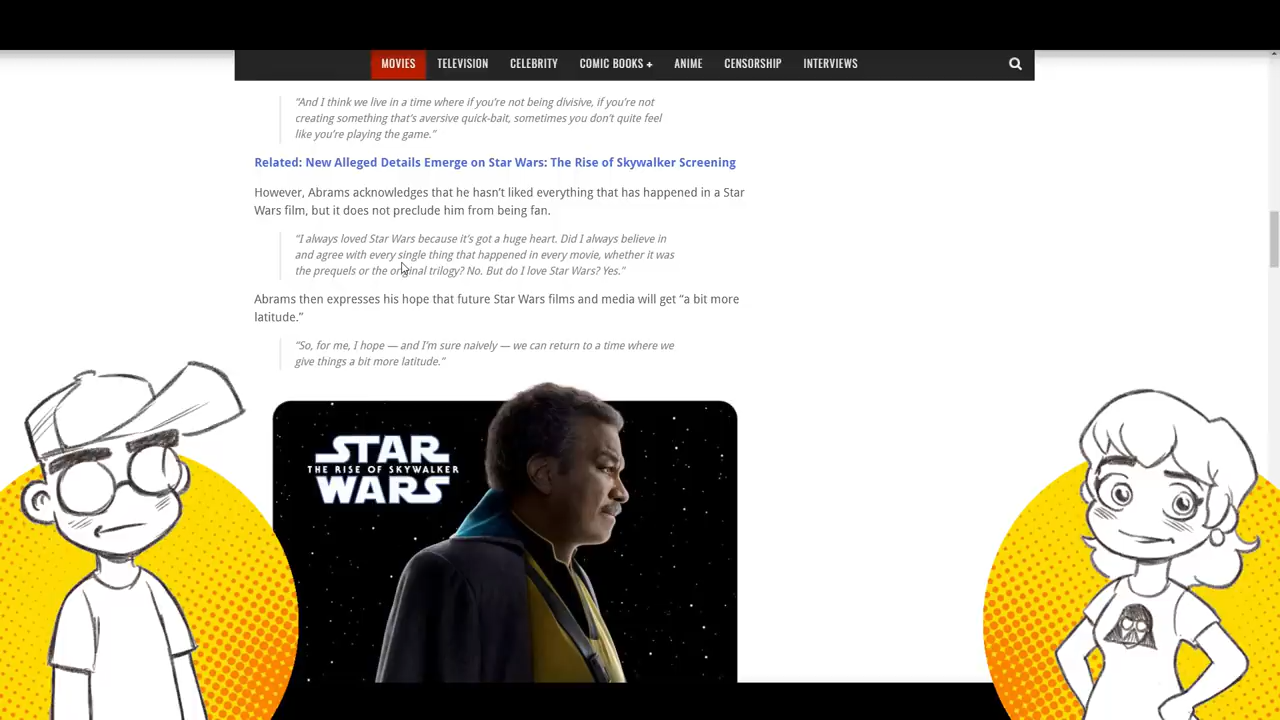 MOVIES TELEVISION CELEBRITY COMIC BOOKS + ANIME CENSORSHIP INTERVIEWS
“And I think we live in a time where if you’re not being divisive, if you’re not
creating something that’s aversive quick-bait, sometimes you don’t quite feel
like you’re playing the game.”
Related: New Alleged Details Emerge on Star Wars: The Rise of Skywalker Screening
However, Abrams acknowledges that he hasn’t liked everything that has happened in a Star
Wars film, but it does not preclude him from being fan.
“I always loved Star Wars because it’s got a huge heart. Did I always believe in
and agree with every single thing that happened in every movie, whether it was
the prequels or the original trilogy? No. But do I love Star Wars? Yes.”
Abrams then expresses his hope that future Star Wars films and media will get “a bit more
latitude.”
“So, for me, I hope — and I’m sure naively — we can return to a time where we
give things a bit more latitude.”
STAR
THE RISE OF SKYWALKER
WARS